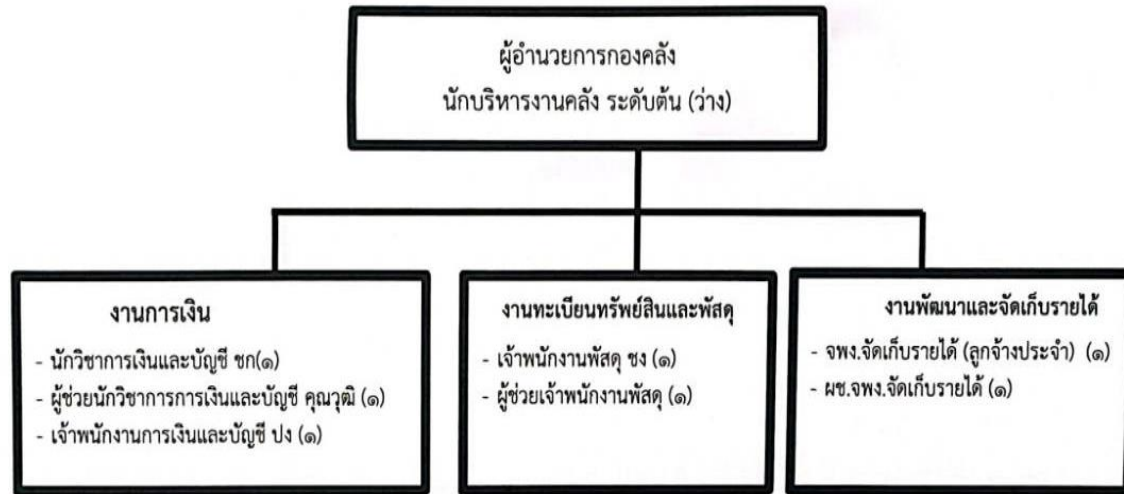 ผู้อำนวยการกองคลัง
นักบริหารงานคลัง ระดับต้น (ว่าง)
งานการเงิน
- นักวิชาการเงินและบัญชี ชก(๑)
- ผู้ช่วยนักวิชาการการเงินและบัญชี คุณวุฒิ (๑)
- เจ้าพนักงานการเงินและบัญชี ปง (๑)
งานทะเบียนทรัพย์สินและพัสดุ
- เจ้าพนักงานพัสดุ ชง (๑)
- ผู้ช่วยเจ้าพนักงานพัสดุ (๑)
งานพัฒนาและจัดเก็บรายได้
- จพง.จัดเก็บรายได้ (ลูกจ้างประจำ) (๑)
- ผช.จพง.จัดเก็บรายได้ (๑)